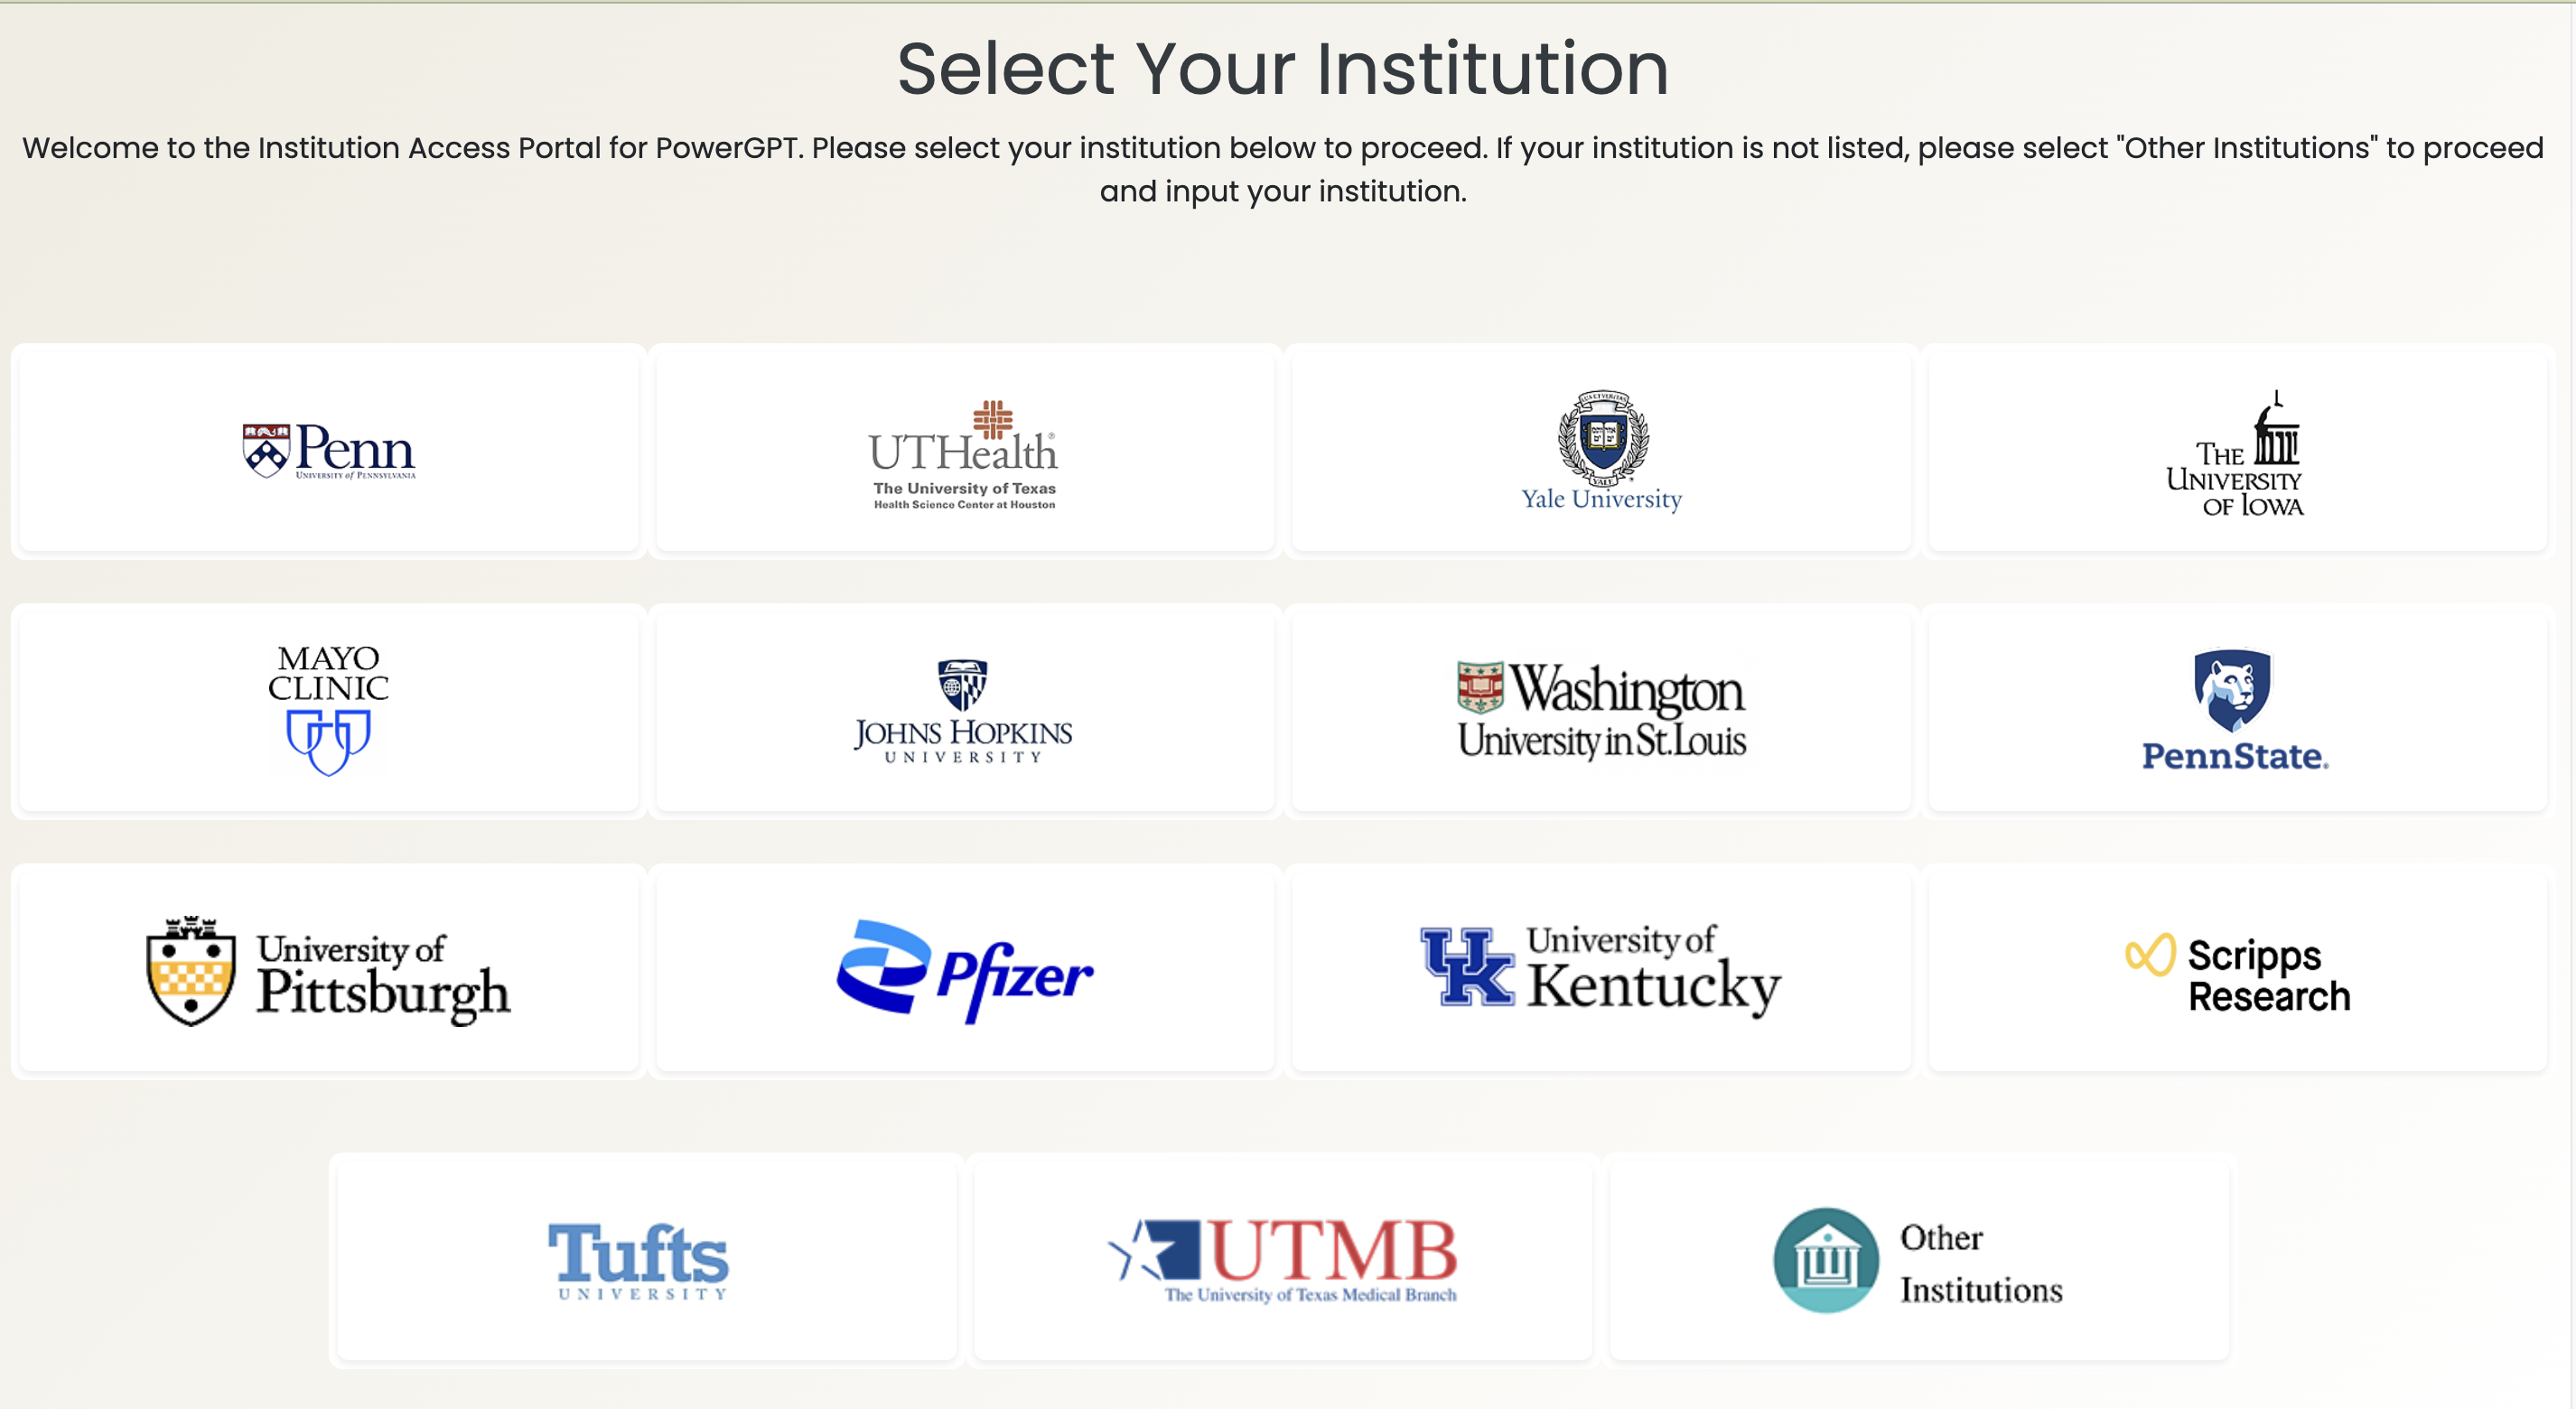 Select Your Institution
Welcome to the Institution Access Portal for PowerGPT. Please select your institution below to proceed. If your institution is not listed, please select "Other Institutions" to proceed
and input your institution.
Penn
UNIVERSITY of PENNSYLVANIA
UTHealth®
The University of Texas
Health Science Center at Houston
YALE
Yale University
THE
UNIVERSITY
OF IOWA
MAYO
CLINIC
JOHNS HOPKINS
UNIVERSITY
Washington
University in St. Louis
PennState®
University of
Pittsburgh
Pfizer
UK
University of
Kentucky
Scripps
Research
Tufts
UNIVERSITY
UTMB
The University of Texas Medical Branch
Other
Institutions